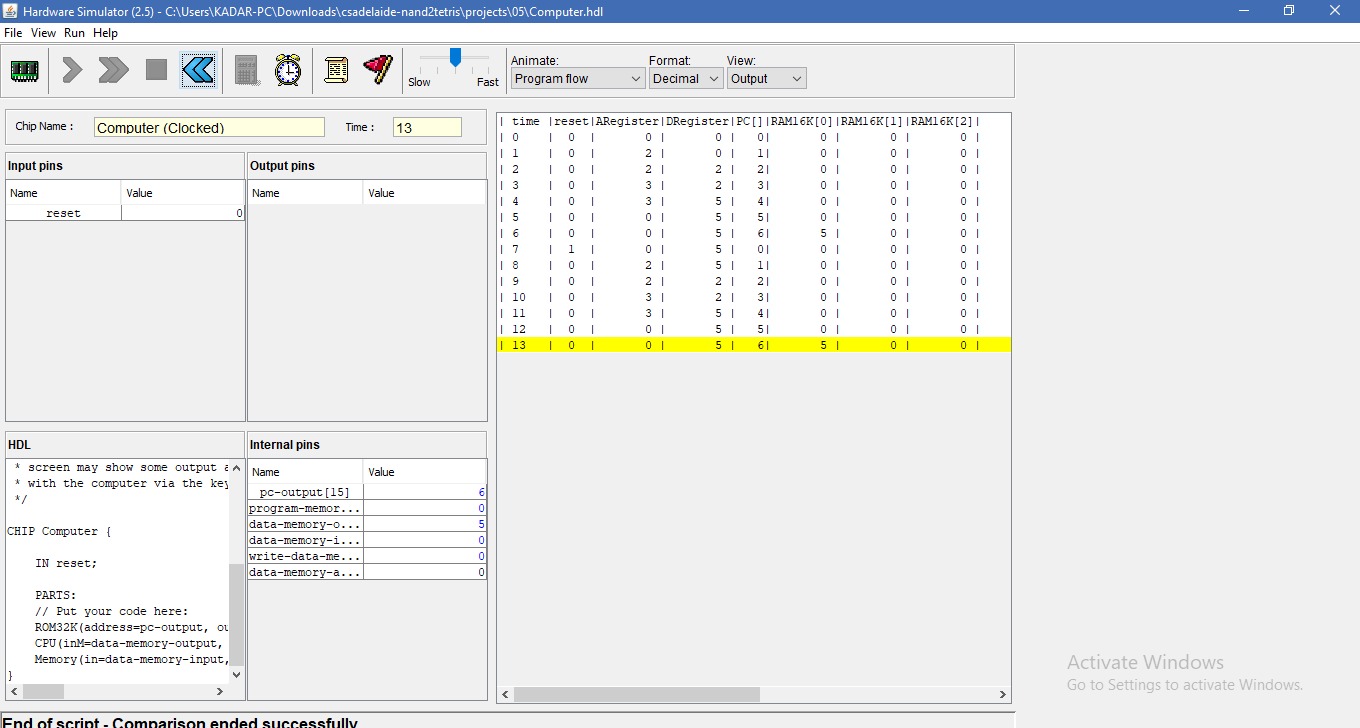 Hardware Simulator (2.5) - C:\Users\KADAR-PC\Downloads\csadelaide-nand2tetris\projects\05\Computer.hdl
File View Run Help
Slow Fast
Animate: Format: View:
Program flow Decimal Output
Chip Name : Computer (Clocked) Time : 13
Input pins
Name Value
reset 0
Output pins
Name Value
HDL
* screen may show some output
* with the computer via the key
*/
CHIP Computer {
IN reset;
PARTS:
// Put your code here:
ROM32K(address=pc-output, ou
CPU(inM=data-memory-output,
Memory(in=data-memory-input,
}
Internal pins
Name Value
pc-output[15] 6
program-memor... 0
data-memory-o... 5
data-memory-i... 0
write-data-me... 0
data-memory-a... 0
| time |reset|ARegister|DRegister|PC[]|RAM16K[0]|RAM16K[1]|RAM16K[2]|
| 0 | 0 | 0 | 0 | 0| 0 | 0 | 0 |
| 1 | 0 | 2 | 0 | 1| 0 | 0 | 0 |
| 2 | 0 | 2 | 2 | 2| 0 | 0 | 0 |
| 3 | 0 | 3 | 2 | 3| 0 | 0 | 0 |
| 4 | 0 | 3 | 5 | 4| 0 | 0 | 0 |
| 5 | 0 | 0 | 5 | 5| 0 | 0 | 0 |
| 6 | 0 | 0 | 5 | 6| 5 | 0 | 0 |
| 7 | 1 | 0 | 5 | 0| 0 | 0 | 0 |
| 8 | 0 | 2 | 5 | 1| 0 | 0 | 0 |
| 9 | 0 | 2 | 2 | 2| 0 | 0 | 0 |
| 10 | 0 | 3 | 2 | 3| 0 | 0 | 0 |
| 11 | 0 | 3 | 5 | 4| 0 | 0 | 0 |
| 12 | 0 | 0 | 5 | 5| 0 | 0 | 0 |
| 13 | 0 | 0 | 5 | 6| 5 | 0 | 0 |
Activate Windows
Go to Settings to activate Windows.
End of script - Comparison ended successfully